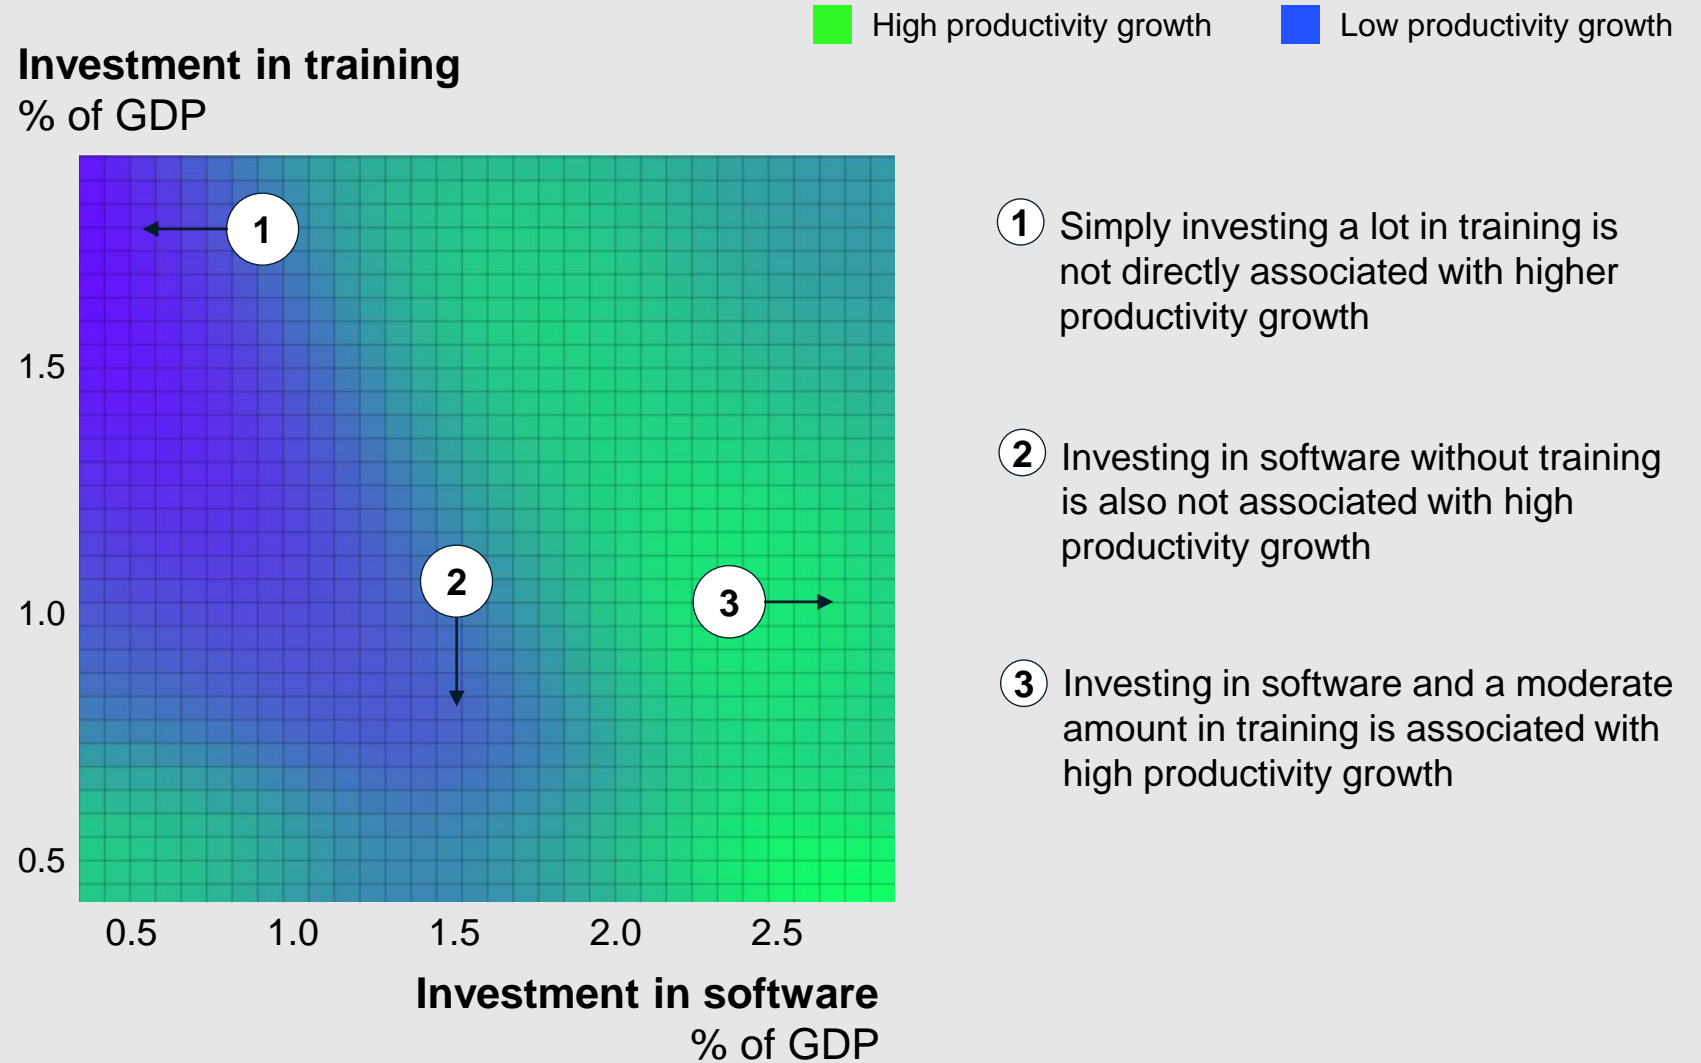 High productivity growth
Low productivity growth
Investment in training
% of GDP
1.5
1.0
0.5
1
2
3
0.5
1.0
1.5
2.0
2.5
Investment in software
% of GDP
1
Simply investing a lot in training is
not directly associated with higher
productivity growth
2
Investing in software without training
is also not associated with high
productivity growth
3
Investing in software and a moderate
amount in training is associated with
high productivity growth